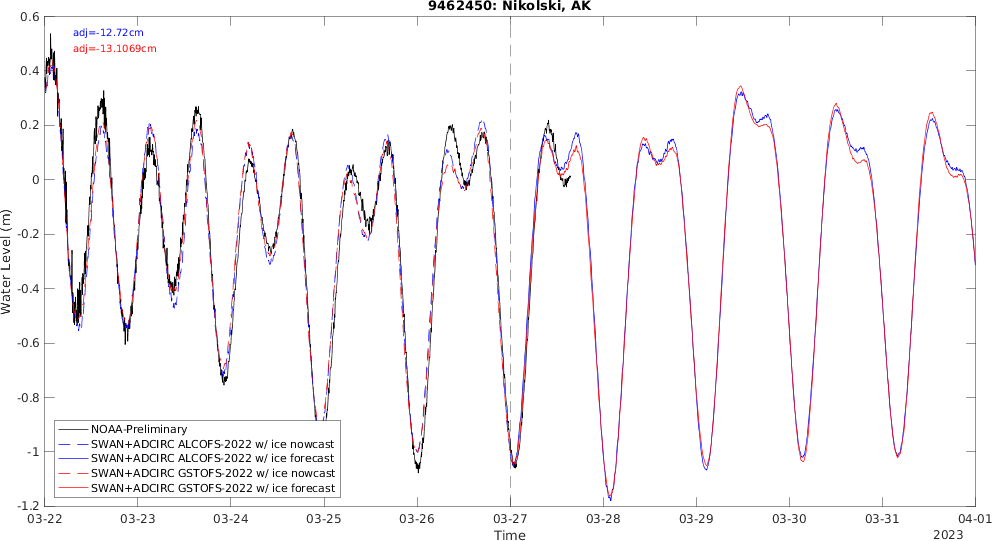 9462450: Nikolski, AK
adj=-12.72cm
adj=-13.1069cm
0.6
0.4
0.2
0
-0.2
-0.4
-0.6
-0.8
-1
-1.2
Water Level (m)
NOAA-Preliminary
SWAN+ADCIRC ALCOFS-2022 w/ ice nowcast
SWAN+ADCIRC ALCOFS-2022 w/ ice forecast
SWAN+ADCIRC GSTOFS-2022 w/ ice nowcast
SWAN+ADCIRC GSTOFS-2022 w/ ice forecast
03-22 03-23 03-24 03-25 03-26 03-27 03-28 03-29 03-30 03-31 04-01
Time
2023